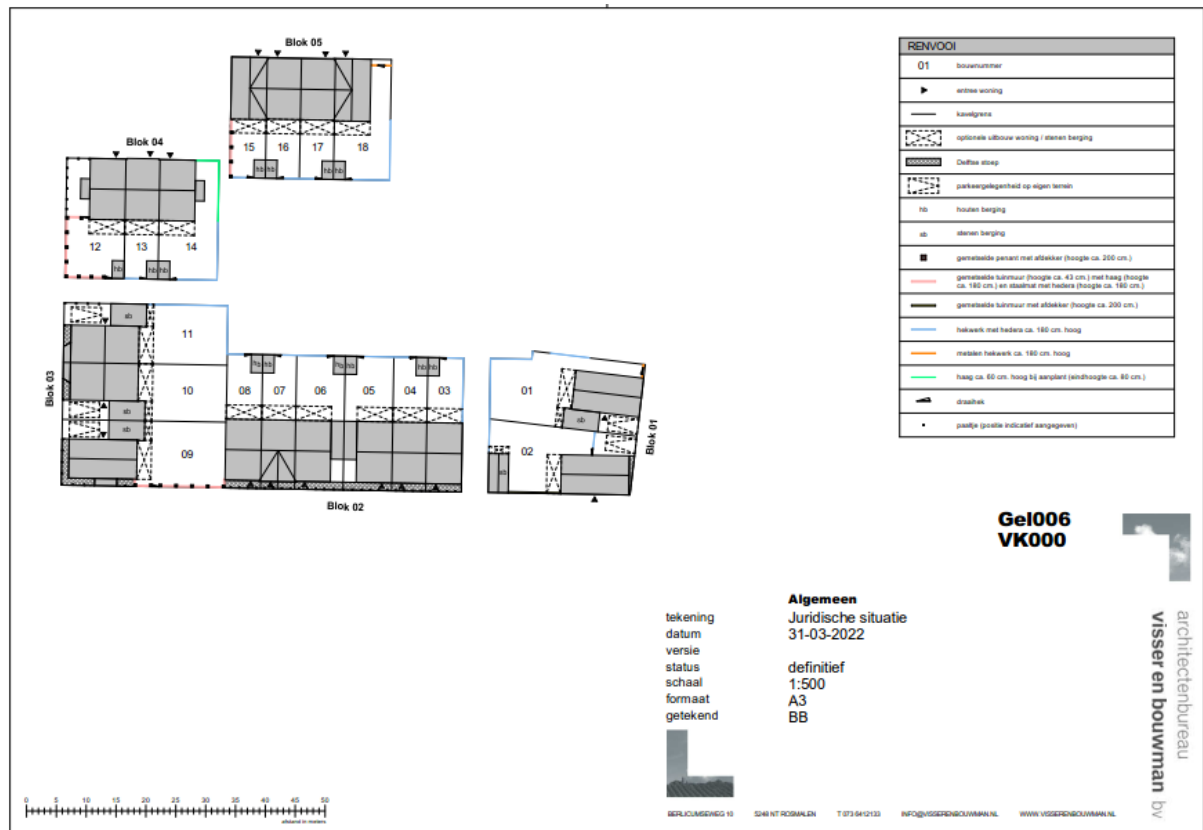 Blok 05
15
16
17
18
hb
hb
hb
hb
Blok 04
12
13
14
hb
hb
hb
Blok 03
sb
11
10
sb
sb
09
hb
hb
hb
hb
hb
hb
08
07
06
05
04
03
Blok 02
01
sb
02
sb
Blok 01
RENVOOI
01 bouwnummer
entree woning
kavelgrens
optionele uitbouw woning / stenen berging
Delftse stoep
parkeergelegenheid op eigen terrein
hb houten berging
sb stenen berging
gemetselde penant met afdekker (hoogte ca. 200 cm.)
gemetselde tuinmuur (hoogte ca. 43 cm.) met haag (hoogte
ca. 180 cm.) en staalmat met hedera (hoogte ca. 180 cm.)
gemetselde tuinmuur met afdekker (hoogte ca. 200 cm.)
hekwerk met hedera ca. 180 cm. hoog
metalen hekwerk ca. 180 cm. hoog
haag ca. 60 cm. hoog bij aanplant (eindhoogte ca. 80 cm.)
draaihek
paaltje (positie indicatief aangegeven)
Gel006
VK000
Algemeen
tekening Juridische situatie
datum 31-03-2022
versie
status definitief
schaal 1:500
formaat A3
getekend BB
architectenbureau
visser en bouwman bv
0 5 10 15 20 25 30 35 40 45 50
afstand in meters
BERLICUMSEWEG 10 5248 NT ROSMALEN T 073-5412133 INFO@VISSERENBOUWMAN.NL WWW.VISSERENBOUWMAN.NL